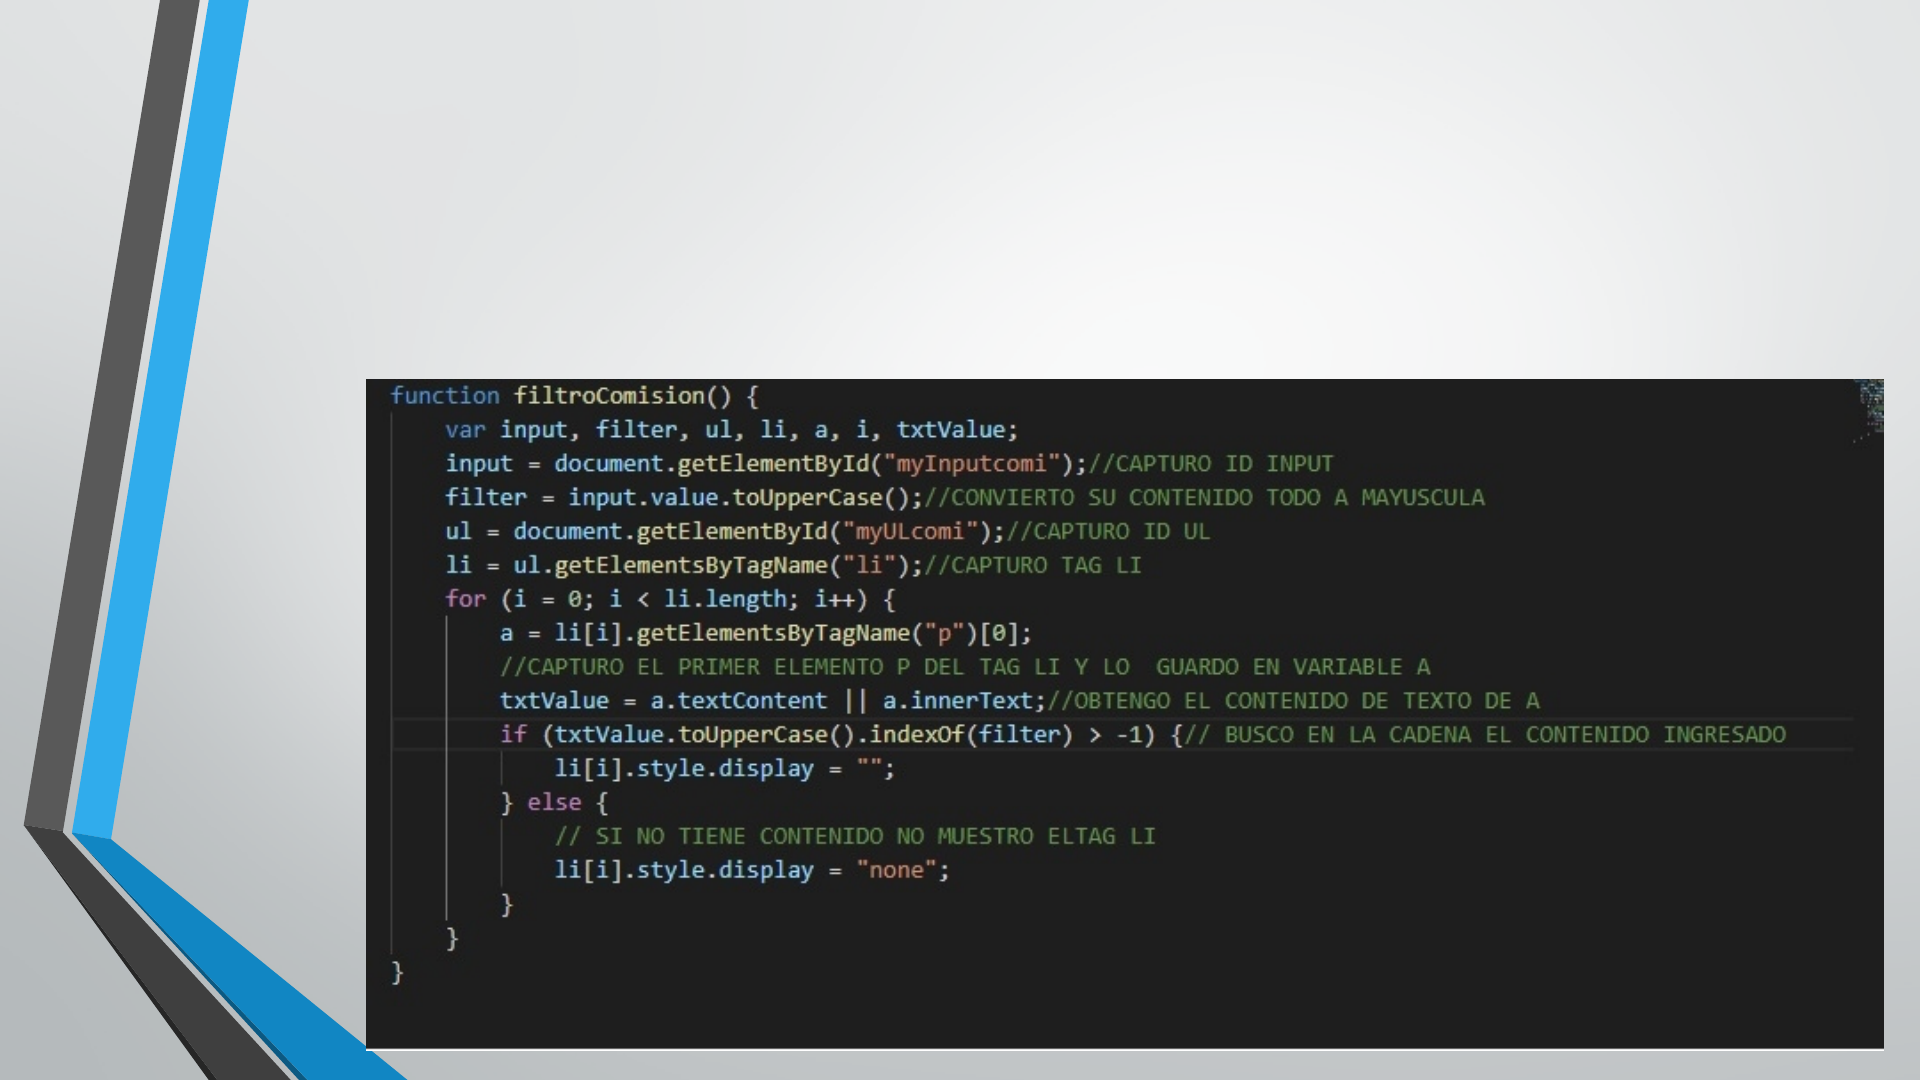 function filtroComision() {
var input, filter, ul, li, a, i, txtValue;
input = document.getElementById("myInputcomi");//CAPTURO ID INPUT
filter = input.value.toUpperCase();//CONVIERTO SU CONTENIDO TODO A MAYUSCULA
ul = document.getElementById("myULcomi");//CAPTURO ID UL
li = ul.getElementsByTagName("li");//CAPTURO TAG LI
for (i = 0; i < li.length; i++) {
a = li[i].getElementsByTagName("p")[0];
//CAPTURO EL PRIMER ELEMENTO P DEL TAG LI Y LO  GUARDO EN VARIABLE A
txtValue = a.textContent || a.innerText;//OBTENGO EL CONTENIDO DE TEXTO DE A
if (txtValue.toUpperCase().indexOf(filter) > -1) {// BUSCO EN LA CADENA EL CONTENIDO INGRESADO
li[i].style.display = "";
} else {
// SI NO TIENE CONTENIDO NO MUESTRO ELTAG LI
li[i].style.display = "none";
}
}
}